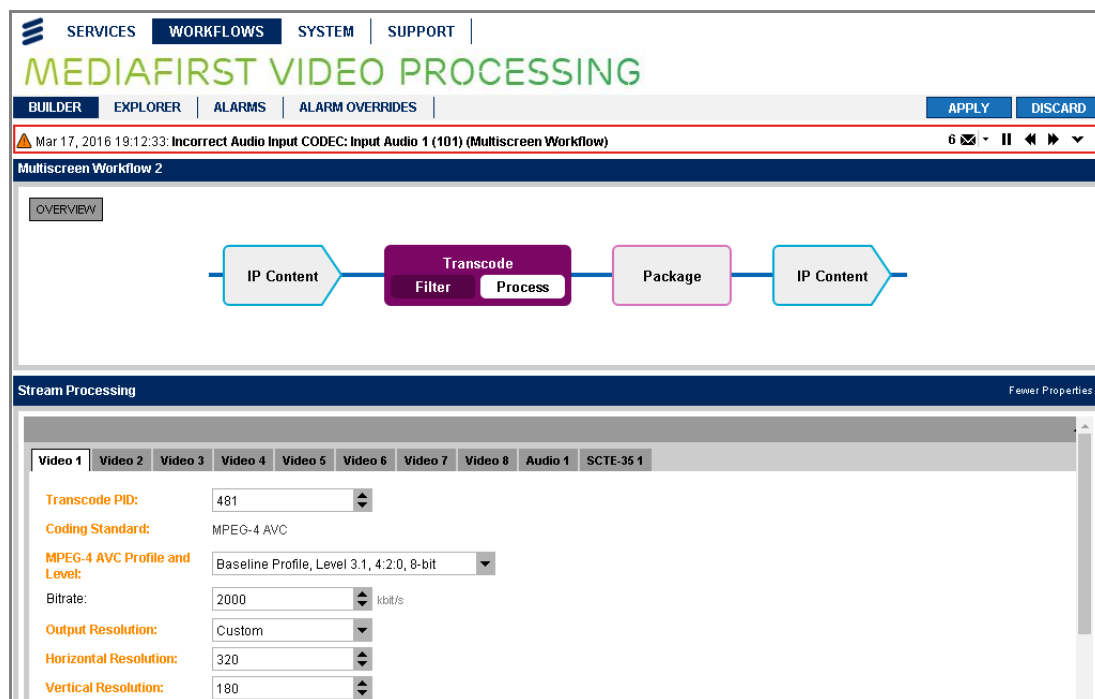 SERVICES WORKFLOWS SYSTEM SUPPORT
MEDIAFIRST VIDEO PROCESSING
BUILDER EXPLORER ALARMS ALARM OVERRIDES APPLY DISCARD
Mar 17, 2016 19:12:33: Incorrect Audio Input CODEC: Input Audio 1 (101) (Multiscreen Workflow) 6
Multiscreen Workflow 2
OVERVIEW
IP Content Transcode Filter Process Package IP Content
Stream Processing Fewer Properties
Video 1 Video 2 Video 3 Video 4 Video 5 Video 6 Video 7 Video 8 Audio 1 SCTE-35 1
Transcode PID: 481
Coding Standard: MPEG-4 AVC
MPEG-4 AVC Profile and
Level: Baseline Profile, Level 3.1, 4:2:0, 8-bit
Bitrate: 2000 kbit/s
Output Resolution: Custom
Horizontal Resolution: 320
Vertical Resolution: 180